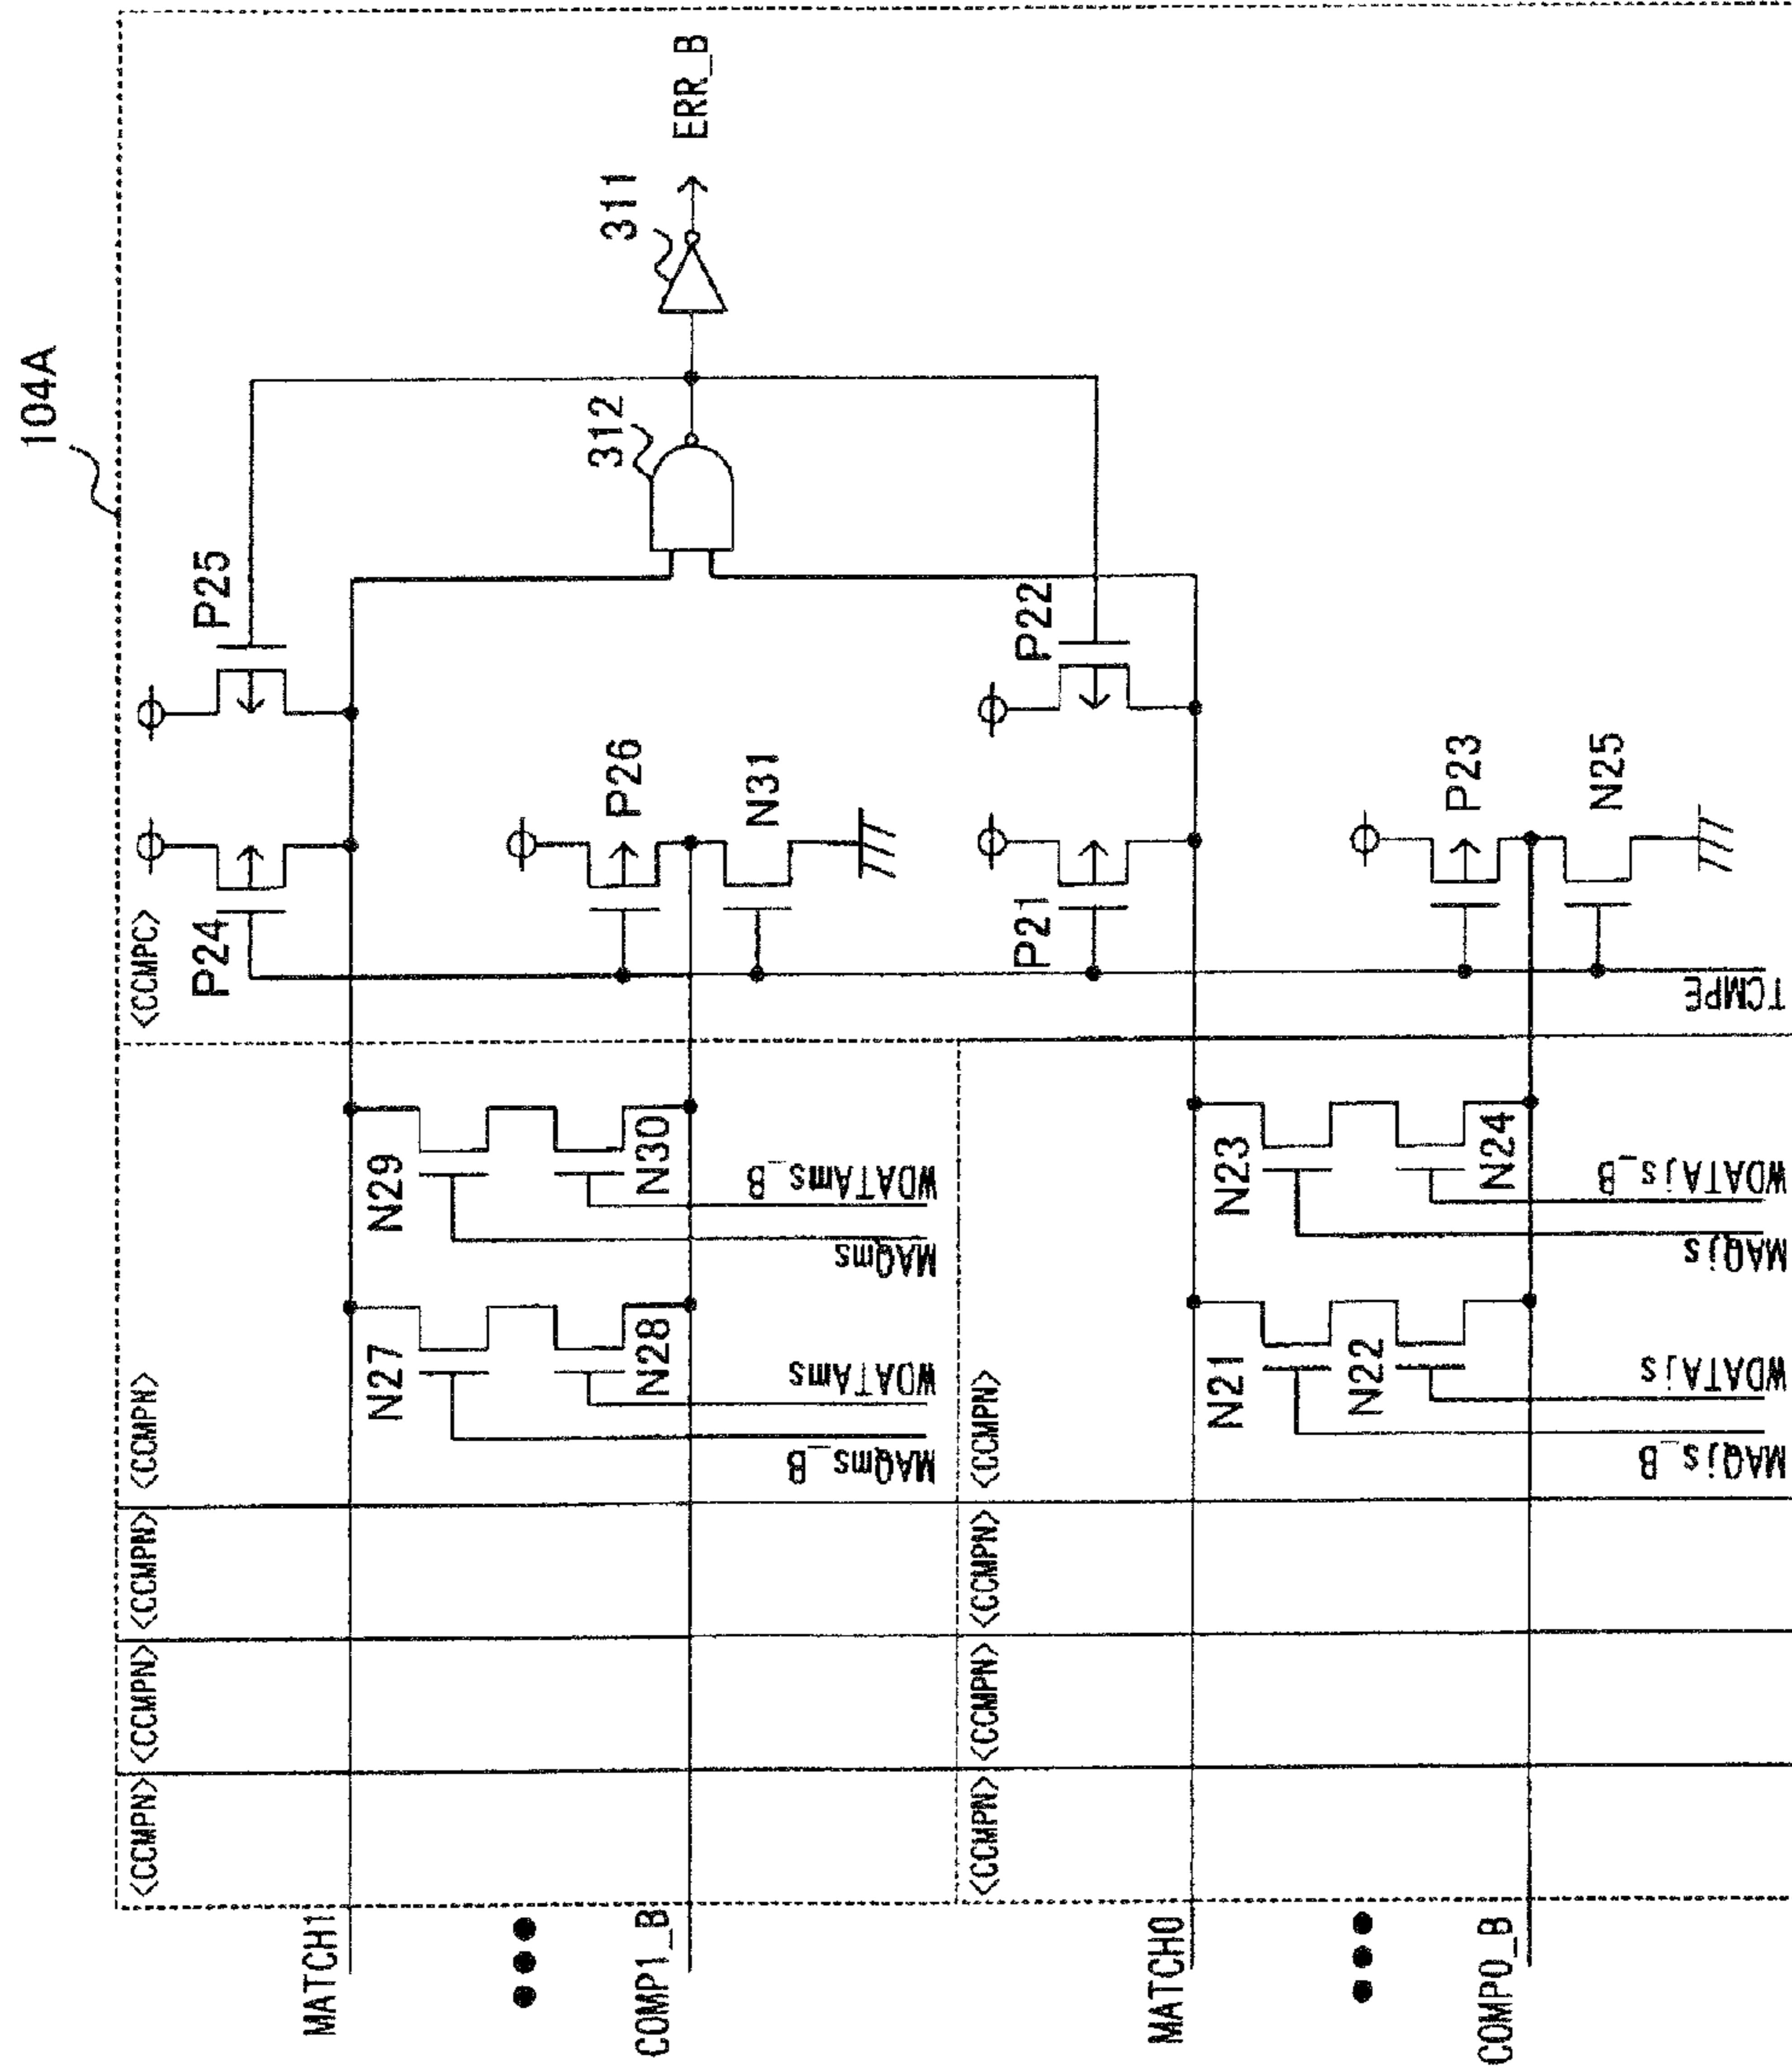 104A
<CCMPN>
<CCMPN>
<CCMPN>
<CCMPN>
<CCMPC>
MATCH1
COMP1_B
N27
N28
N29
N30
MAQms_B
WDATAms
MAQms
WDATAms_B
P24
P25
P26
N31
312
311
ERR_B
<CCMPN>
<CCMPN>
<CCMPN>
<CCMPN>
MATCH0
COMP0_B
N21
N22
N23
N24
MAQjs_B
WDATAjs
MAQjs
WDATAjs_B
P21
P22
P23
N25
TCMPE